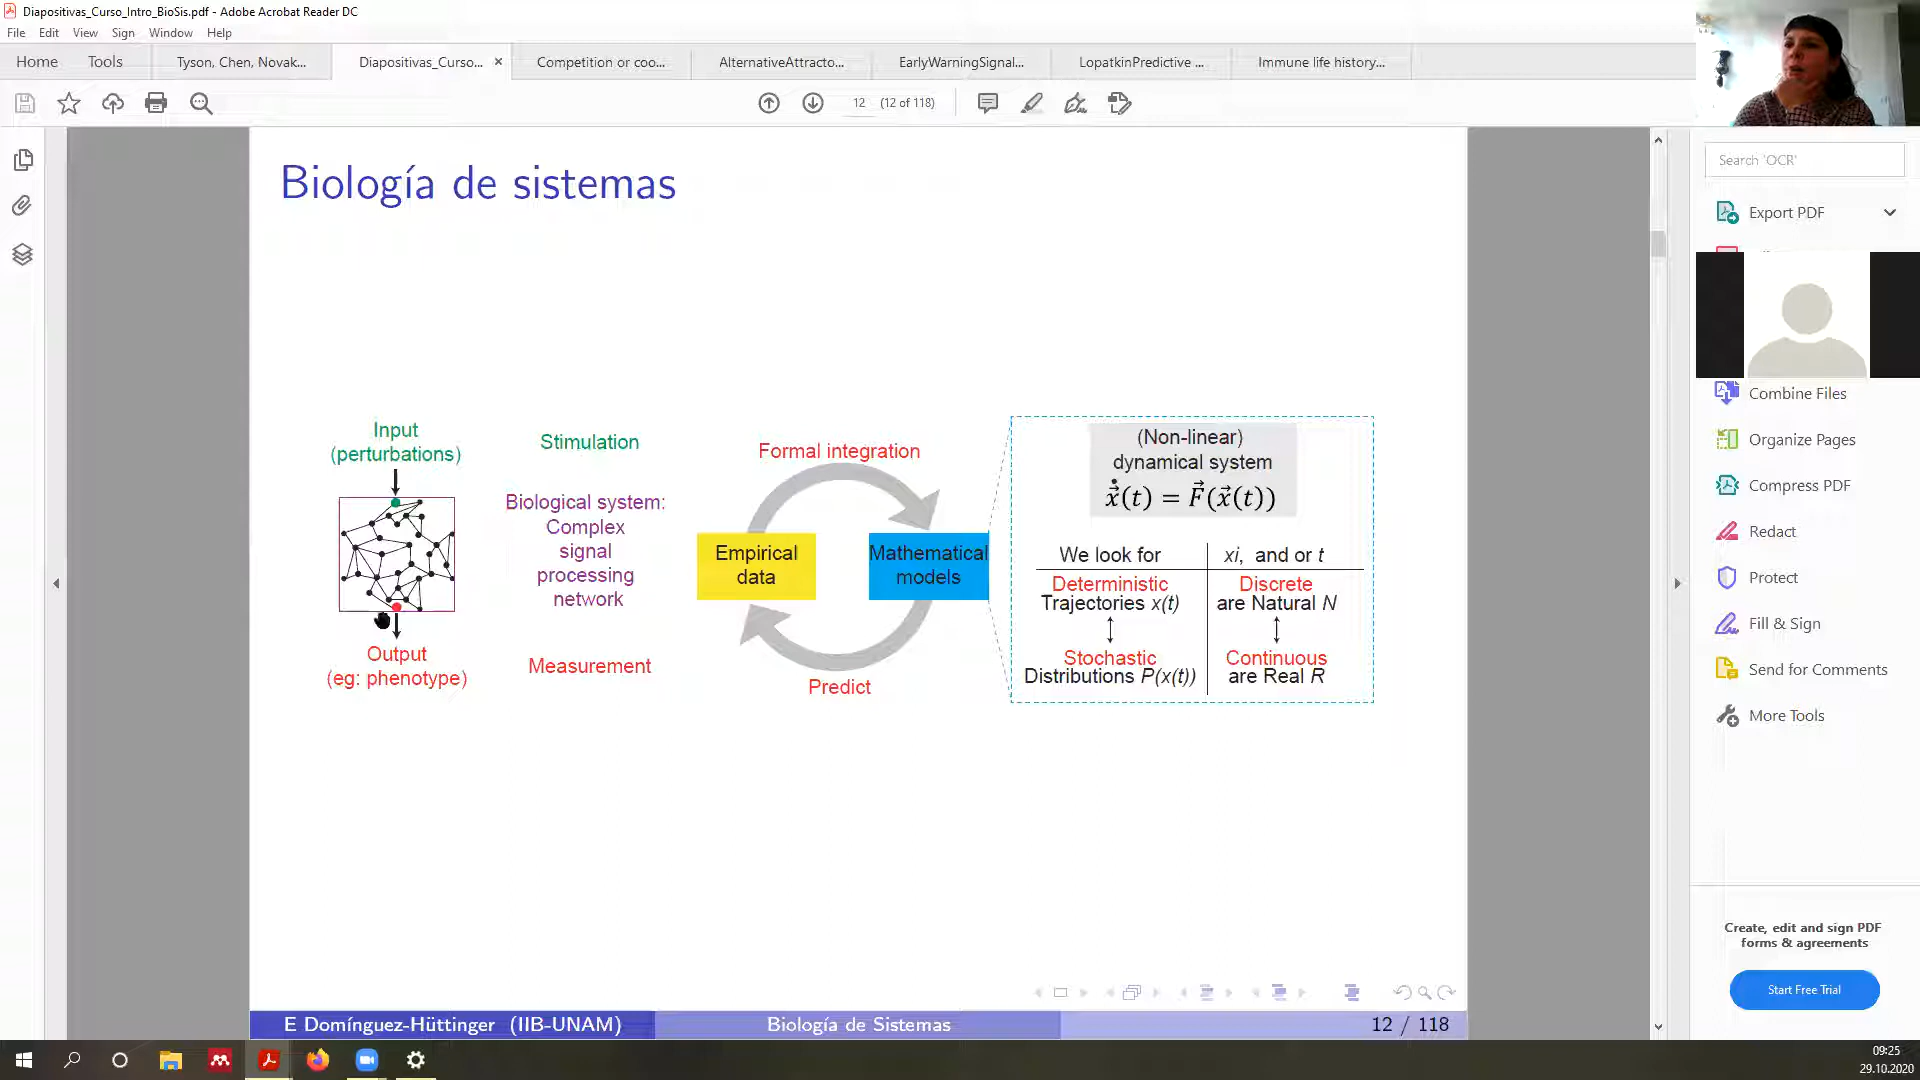 Diapositivas_Curso_Intro_BioSis.pdf - Adobe Acrobat Reader DC
File Edit View Sign Window Help
Home Tools Tyson, Chen, Novak... Diapositivas_Curso... × Competition or coo... AlternativeAttracto... EarlyWarningSignal... LopatkinPredictive ... Immune life history...
12 (12 of 118)
Search 'OCR'
Export PDF
Combine Files
Organize Pages
Compress PDF
Redact
Protect
Fill & Sign
Send for Comments
More Tools
Create, edit and sign PDF
forms & agreements
Start Free Trial
Biología de sistemas
Input
(perturbations)
Output
(eg: phenotype)
Stimulation
Biological system:
Complex
signal
processing
network
Measurement
Formal integration
Empirical
data
Mathematical
models
Predict
(Non-linear)
dynamical system
$\dot{\vec{x}}(t) = \vec{F}(\vec{x}(t))$
We look for xi, and or t
Deterministic Discrete
Trajectories x(t) are Natural N
Stochastic Continuous
Distributions P(x(t)) are Real R
E Domínguez-Hüttinger (IIB-UNAM) Biología de Sistemas 12 / 118
09:25
29.10.2020